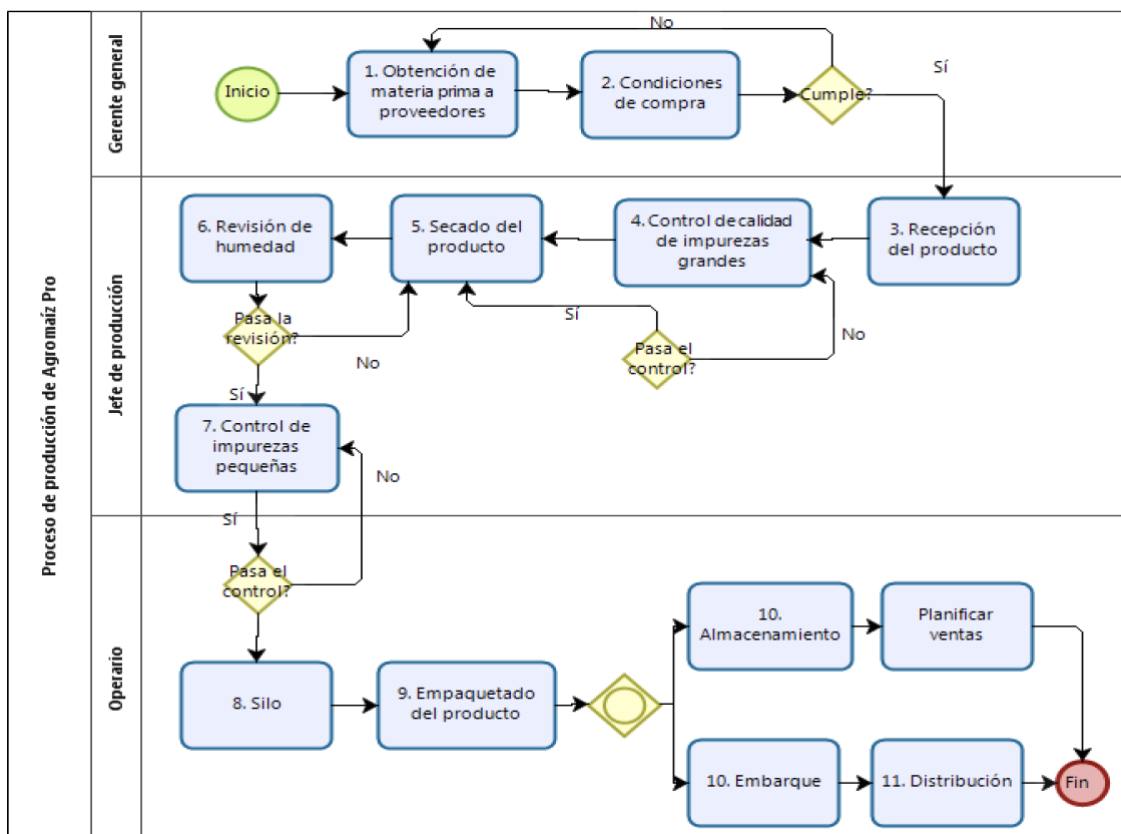 Proceso de producción de Agromaíz Pro
Gerente general
No
Inicio
1. Obtención de
materia prima a
proveedores
2. Condiciones
de compra
Cumple?
Sí
Jefe de producción
6. Revisión de
humedad
5. Secado del
producto
4. Control de calidad
de impurezas
grandes
3. Recepción
del producto
Pasa la
revisión?
No
Sí
Pasa el
control?
No
Sí
7. Control de
impurezas
pequeñas
No
Sí
Operario
Pasa el
control?
8. Silo
9. Empaquetado
del producto
10.
Almacenamiento
Planificar
ventas
10. Embarque
11. Distribución
Fin